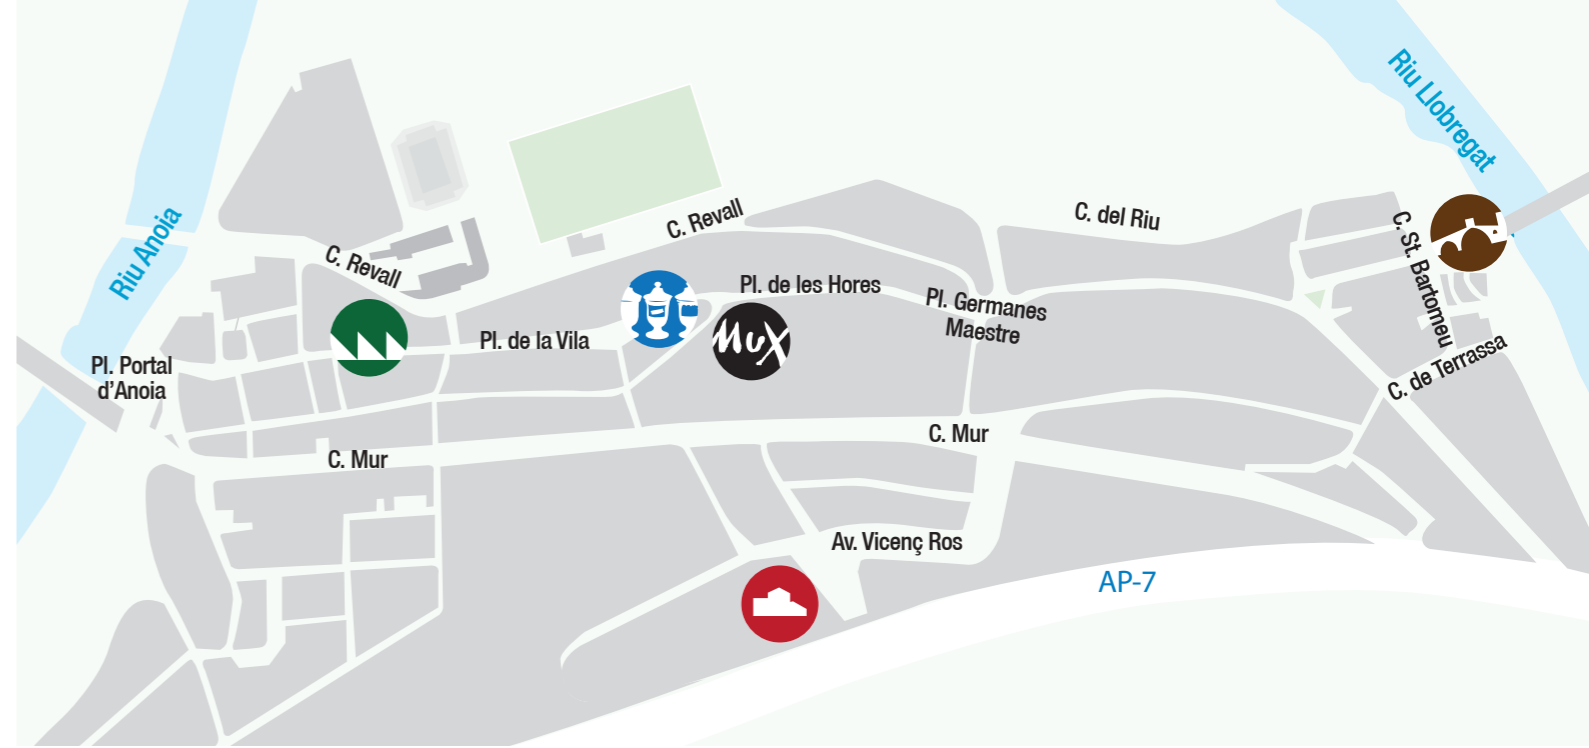 Riu Anoia
Riu Llobregat
C. Revall
C. Revall
C. del Riu
C. St. Bartomeu
Pl. de les Hores
Pl. Germanes
Maestre
Pl. de la Vila
MuX
Pl. Portal
d'Anoia
C. de Terrassa
C. Mur
C. Mur
Av. Vicenç Ros
AP-7